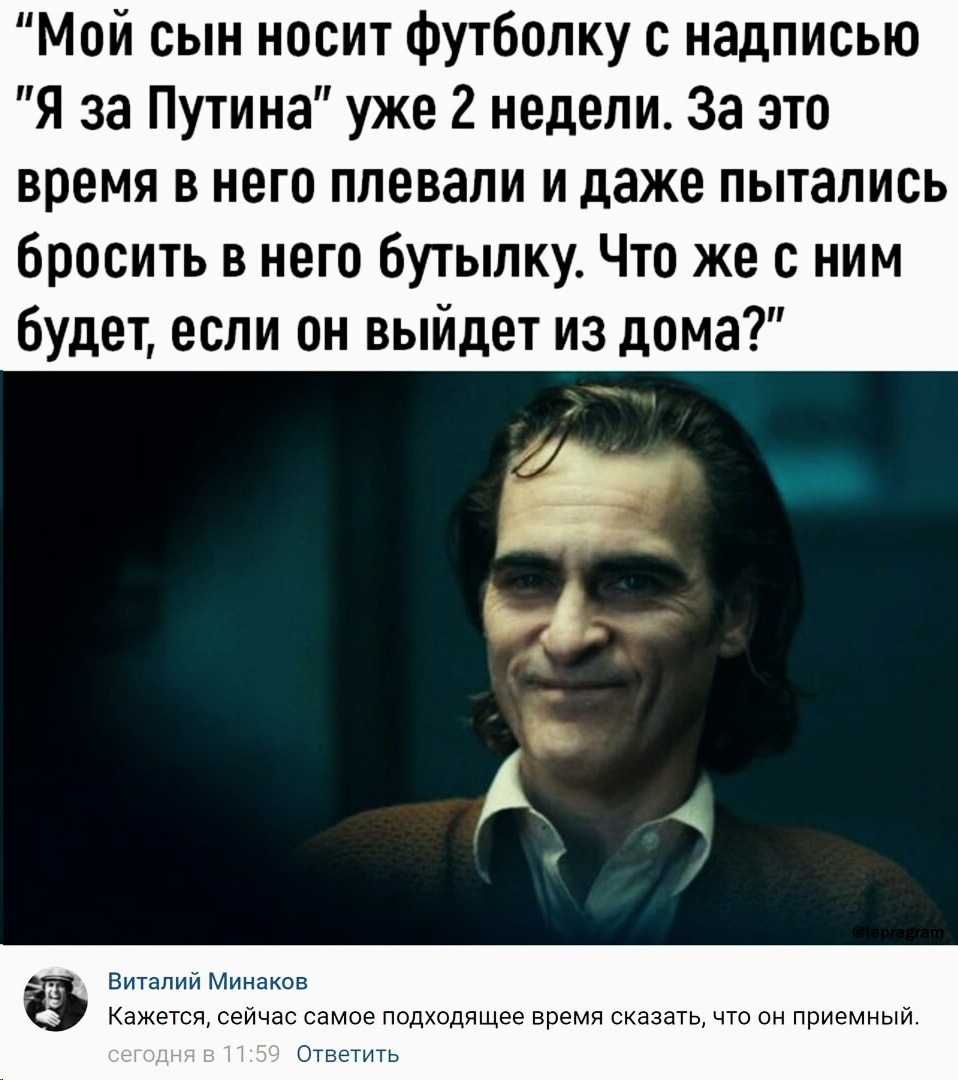 “Мой сын носит футболку с надписью
"Я за Путина” уже 2 недели. За это
время в него плевали и даже пытались
бросить в него бутылку. Что же с ним
будет, если он выйдет из дома?”
@lepragram
Виталий Минаков
Кажется, сейчас самое подходящее время сказать, что он приемный.
сегодня в 11:59 Ответить